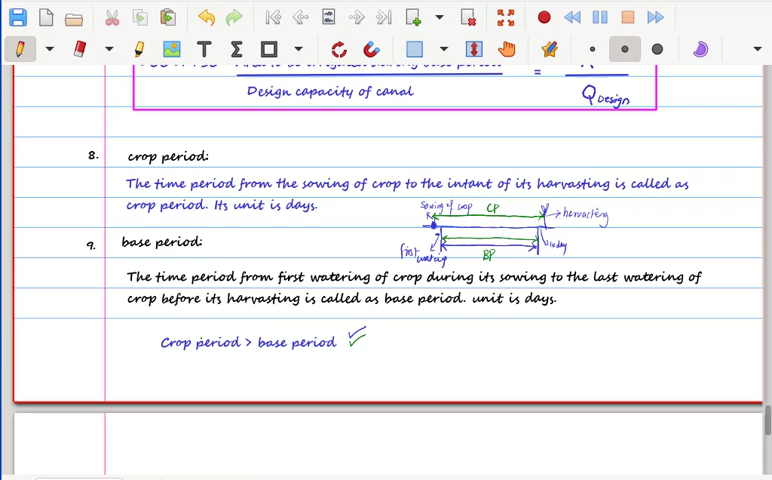 = 
Design capacity of canal
Q Design
8. crop period:
The time period from the sowing of crop to the intant of its harvasting is called as
crop period. Its unit is days.
sowing of crop CP harvasting
9. base period:
first watering BP 10 day
The time period from first watering of crop during its sowing to the last watering of
crop before its harvasting is called as base period. unit is days.
Crop period > base period